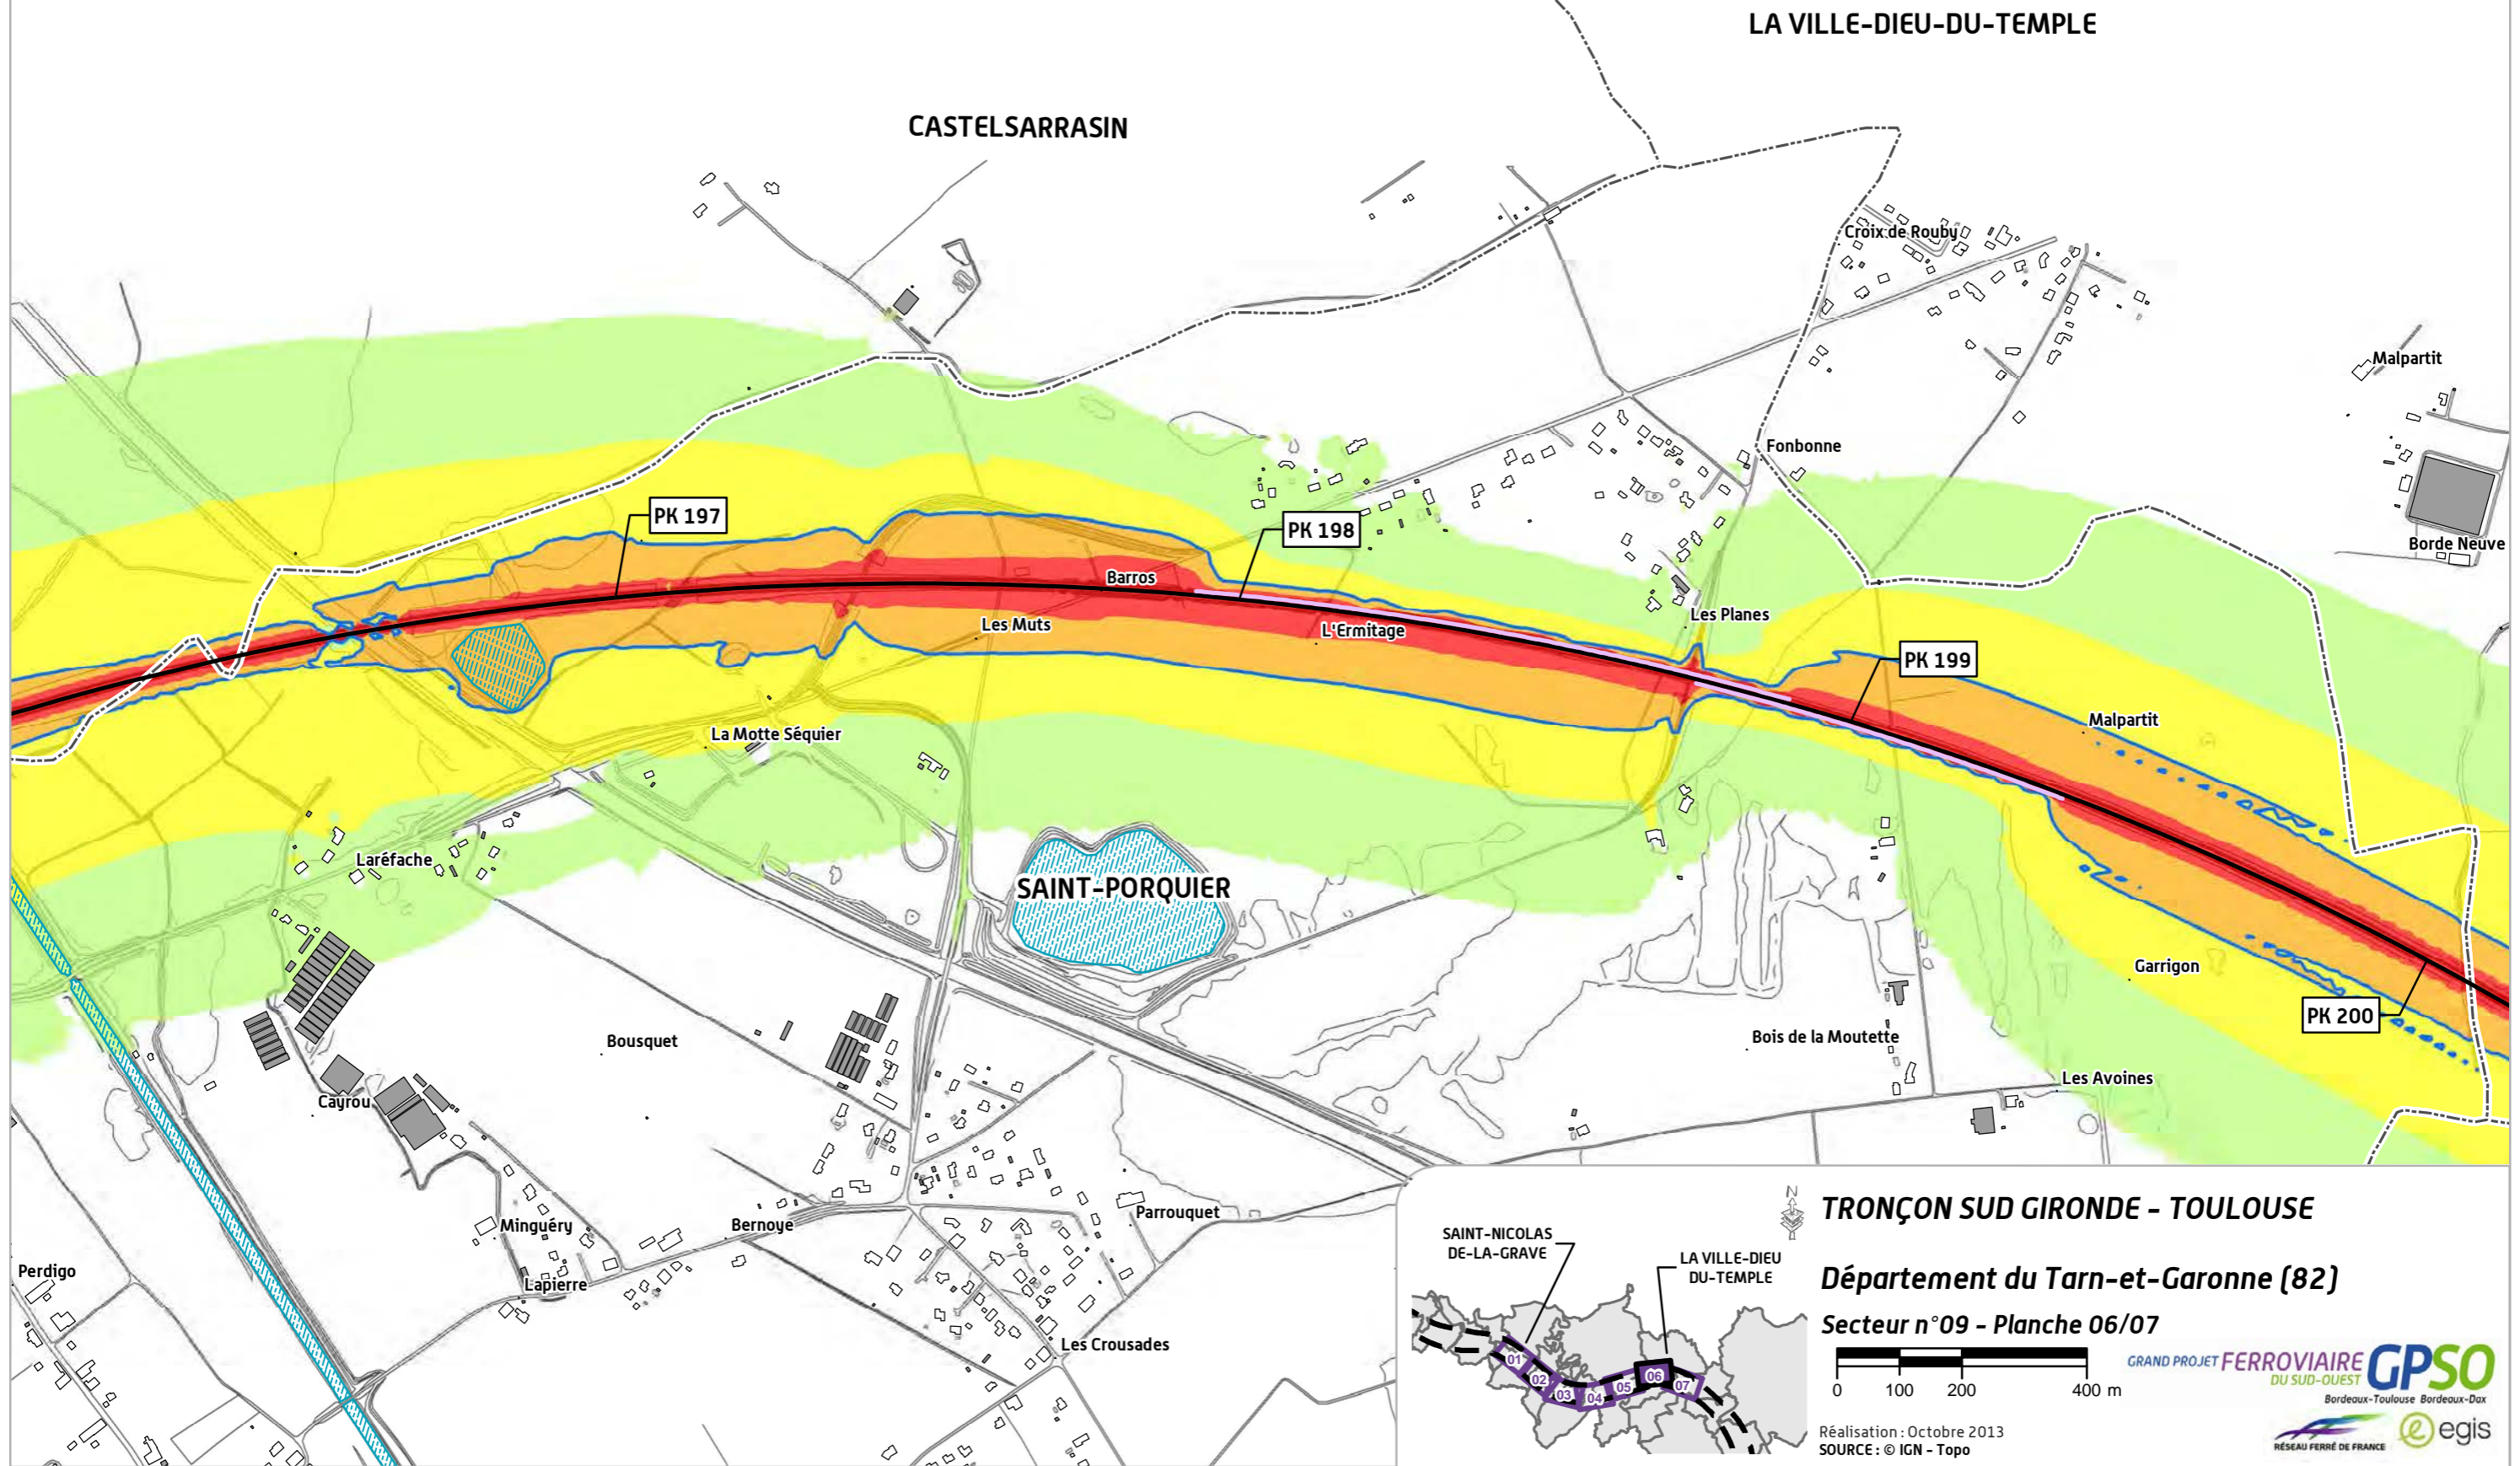 LA VILLE-DIEU-DU-TEMPLE
CASTELSARRASIN
Croix de Rouby
Malpartit
Fonbonne
PK 197
PK 198
Borde Neuve
Barros
Les Planes
Les Muts
L'Ermitage
PK 199
Malpartit
La Motte Séquier
Laréfache
SAINT-PORQUIER
Garrigon
PK 200
Bousquet
Bois de la Moutette
Les Avoines
Cayrou
Minguéry
Bernoye
Parrouquet
Perdigo
Lapierre
Les Crousades
N
TRONÇON SUD GIRONDE - TOULOUSE
SAINT-NICOLAS
DE-LA-GRAVE
LA VILLE-DIEU
DU-TEMPLE
Département du Tarn-et-Garonne (82)
Secteur n°09 - Planche 06/07
01
02
03
04
05
06
07
0 100 200 400 m
GRAND PROJET FERROVIAIRE
DU SUD-OUEST
GPSO
Bordeaux-Toulouse Bordeaux-Dax
Réalisation : Octobre 2013
SOURCE : © IGN - Topo
RÉSEAU FERRÉ DE FRANCE
e egis